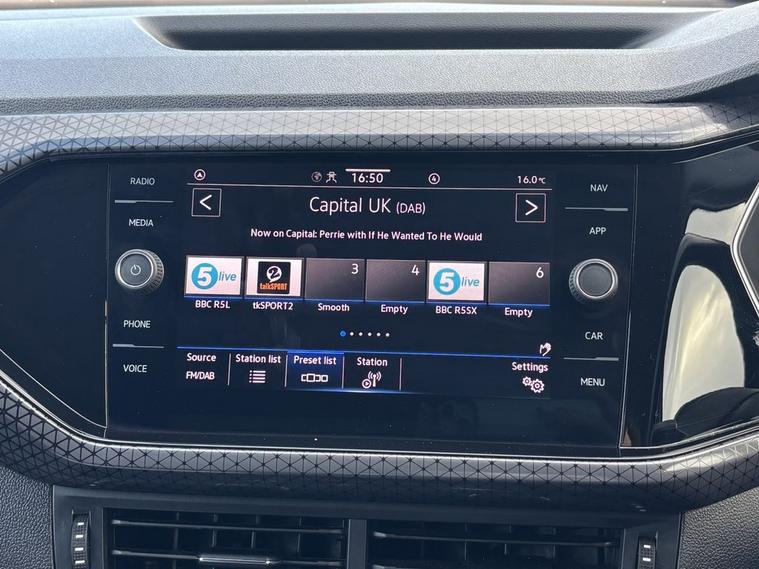 RADIO
MEDIA
PHONE
VOICE
16:50
4
16.0°C
Capital UK (DAB)
Now on Capital: Perrie with If He Wanted To He Would
5 live
talkSPORT 2
3
4
5 live
6
BBC R5L
tkSPORT2
Smooth
Empty
BBC R5SX
Empty
Source
FM/DAB
Station list
Preset list
Station
Settings
NAV
APP
CAR
MENU